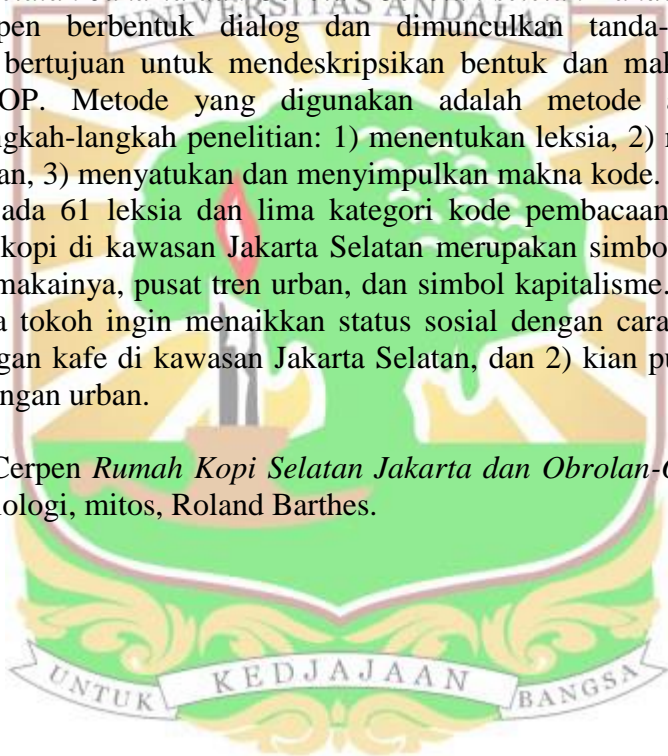 UNIVERSITAS ANDALAS
pen berbentuk dialog dan dimunculkan tanda-
bertujuan untuk mendeskripsikan bentuk dan
OP. Metode yang digunakan adalah metode
ngkah-langkah penelitian: 1) menentukan leksia, 2)
an, 3) menyatukan dan menyimpulkan makna kode.
ada 61 leksia dan lima kategori kode pembacaan
kopi di kawasan Jakarta Selatan merupakan simbo
makainya, pusat tren urban, dan simbol kapitalisme.
a tokoh ingin menaikkan status sosial dengan cara
gan kafe di kawasan Jakarta Selatan, dan 2) kian pu
ngan urban.
Cerpen Rumah Kopi Selatan Jakarta dan Obrolan-
iologi, mitos, Roland Barthes.
UNTUK KEDJAJAAN BANGSA